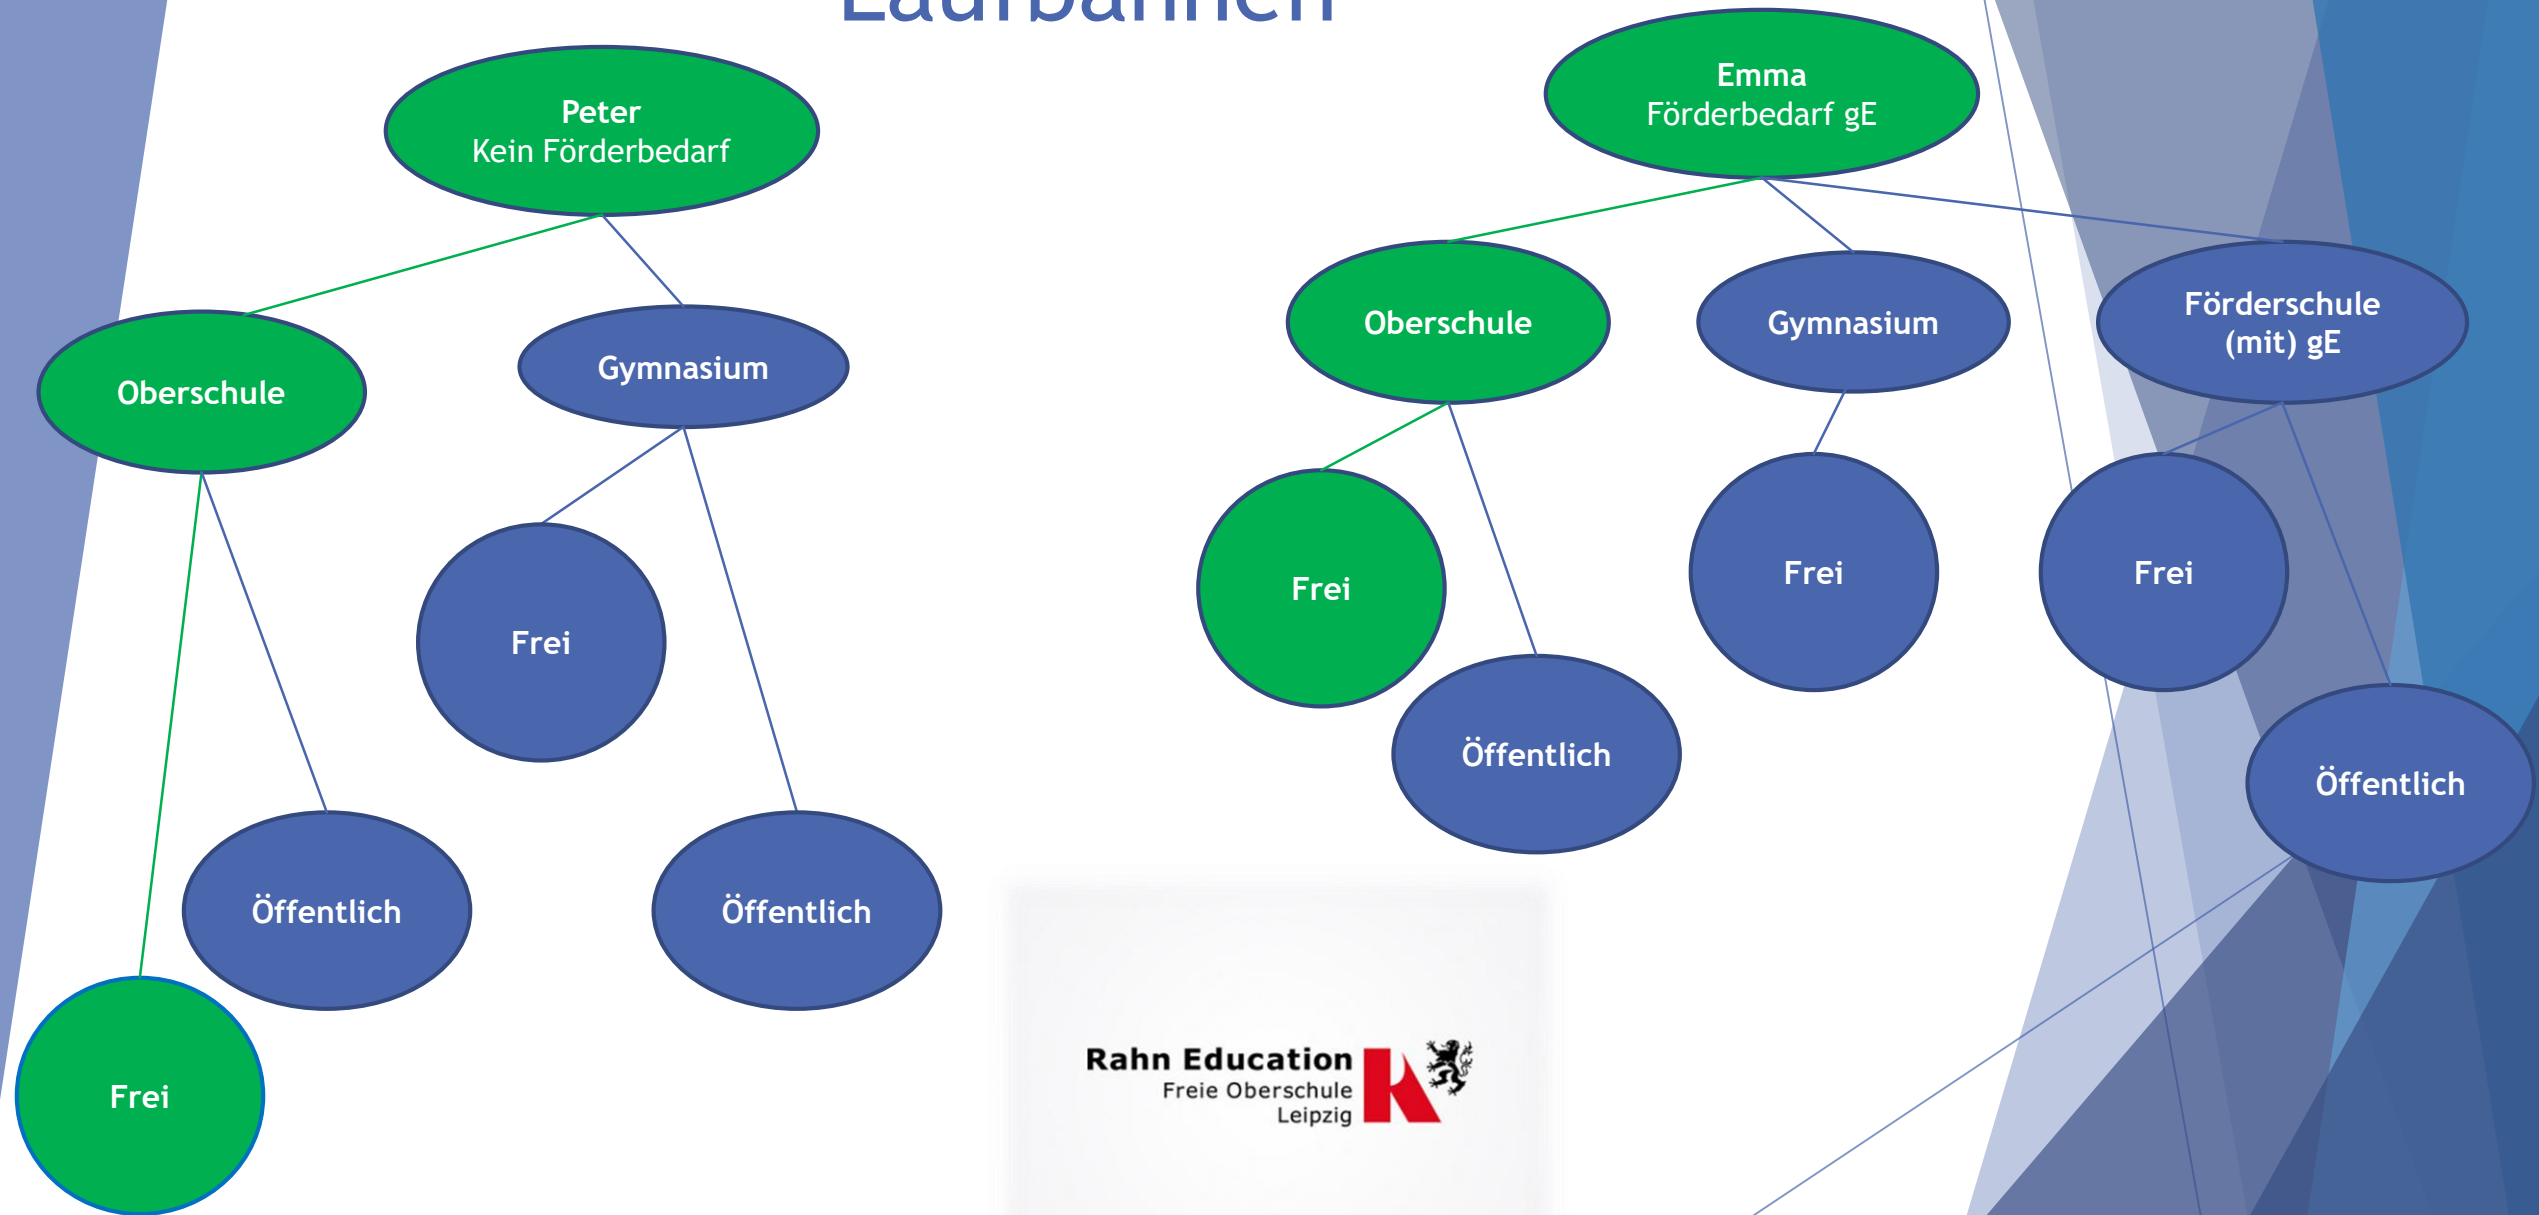 Laufbahnen
Peter
Kein Förderbedarf
Oberschule
Gymnasium
Frei
Öffentlich
Öffentlich
Frei
Emma
Förderbedarf gE
Oberschule
Gymnasium
Förderschule
(mit) gE
Frei
Frei
Frei
Öffentlich
Öffentlich
Rahn Education
Freie Oberschule
Leipzig